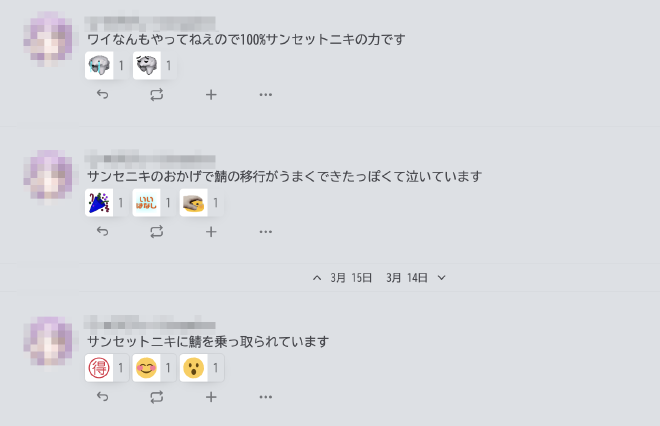 ワイなんもやってねえので100%サンセットニキの力です
1 1
サンセニキのおかげで鯖の移行がうまくできたっぽくて泣いています
1 いいはなし 1 1
3月 15日 3月 14日
サンセットニキに鯖を乗っ取られています
得 1 1 1